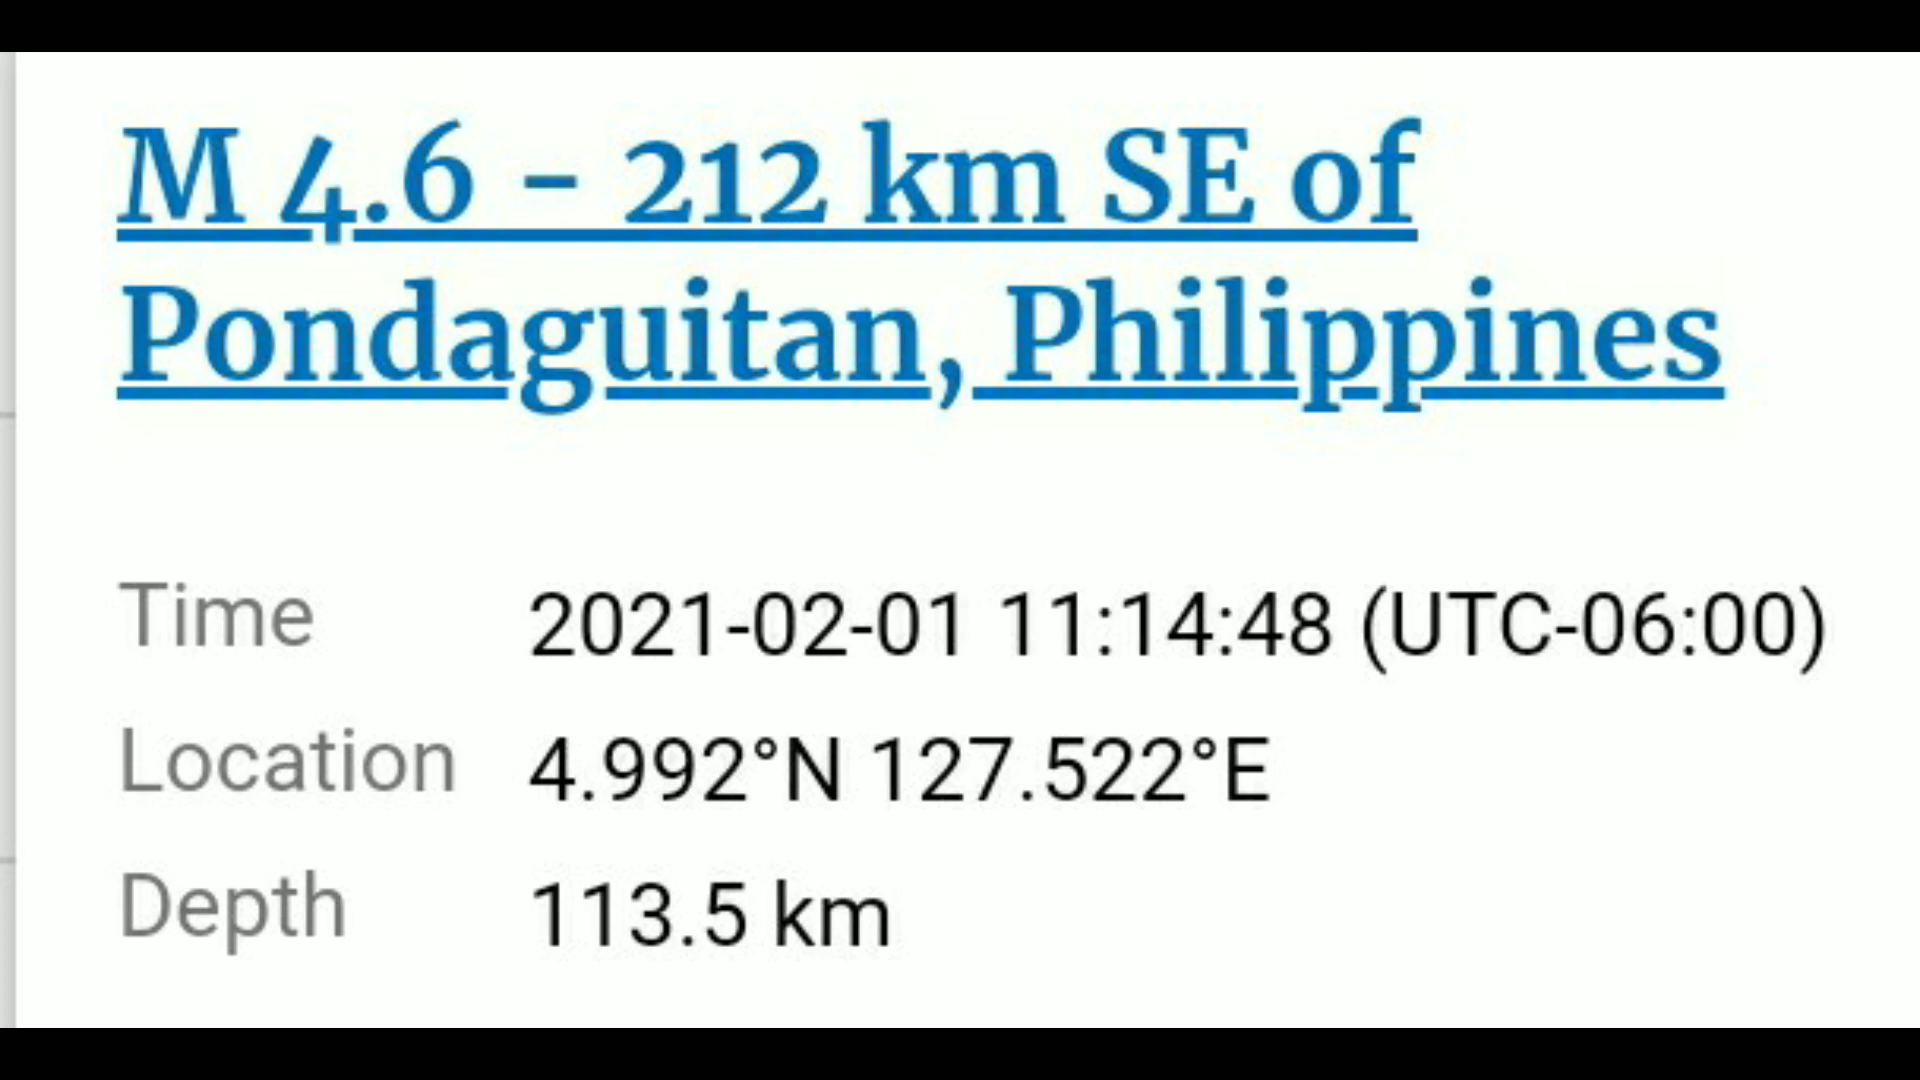 M 4.6 - 212 km SE of
Pondaguitan, Philippines
Time 2021-02-01 11:14:48 (UTC-06:00)
Location 4.992°N 127.522°E
Depth 113.5 km